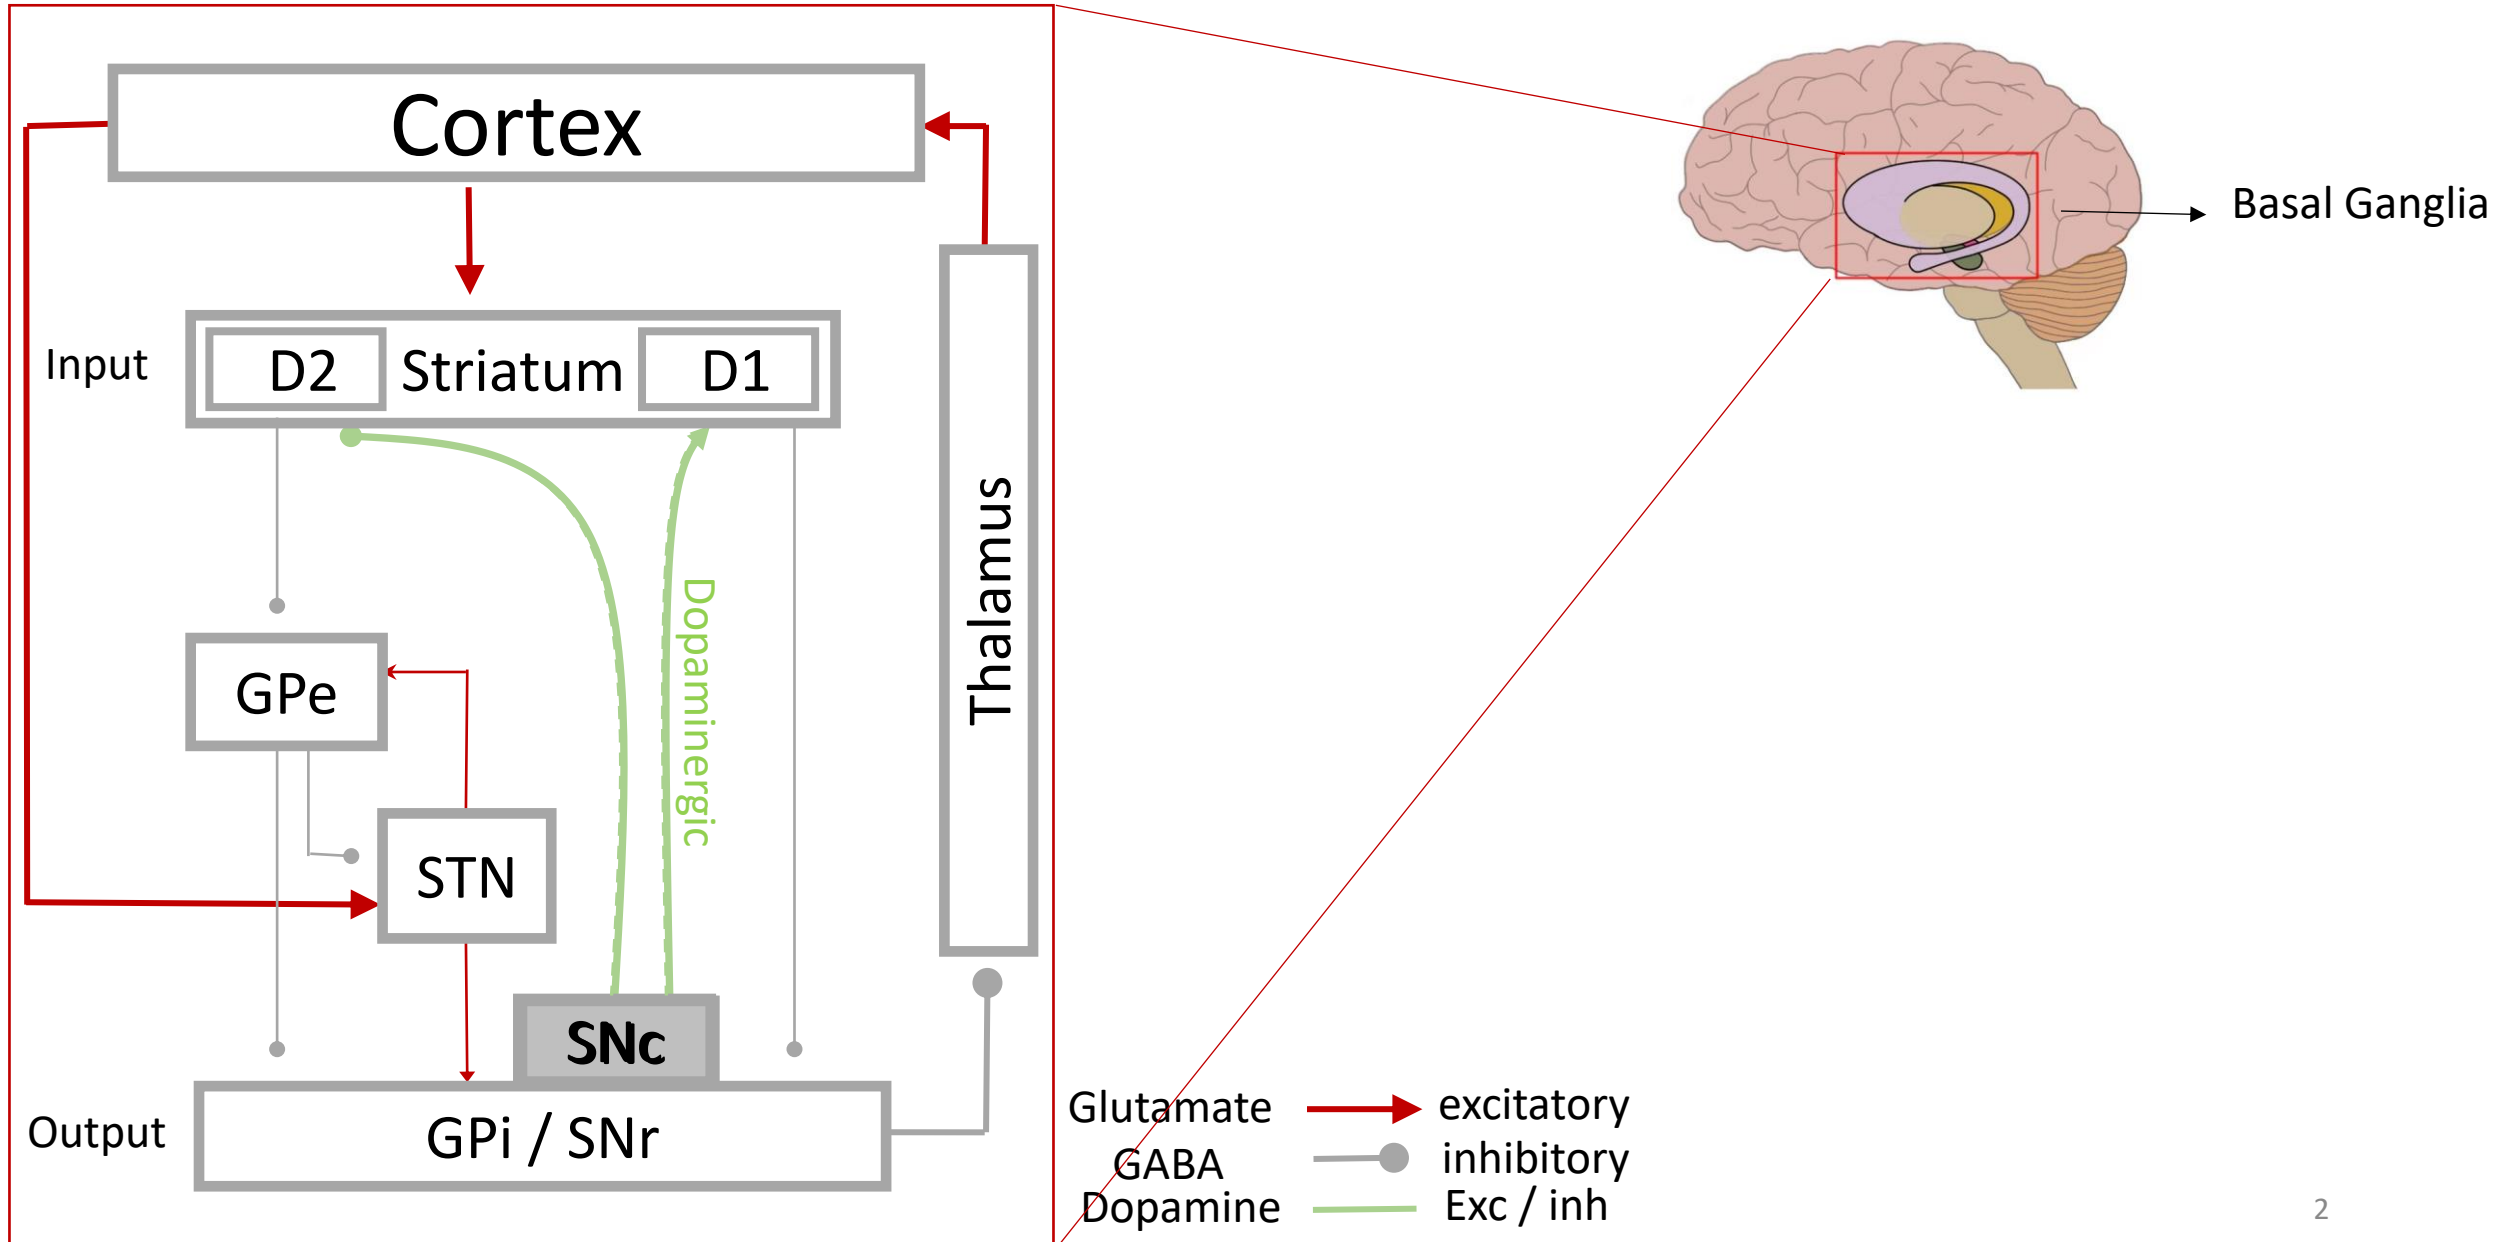 Cortex
Basal Ganglia
Input
D2
Striatum
D1
Thalamus
Dopaminergic
GPe
STN
SNc
Output
GPi / SNr
Glutamate
excitatory
GABA
inhibitory
Dopamine
Exc / inh
2